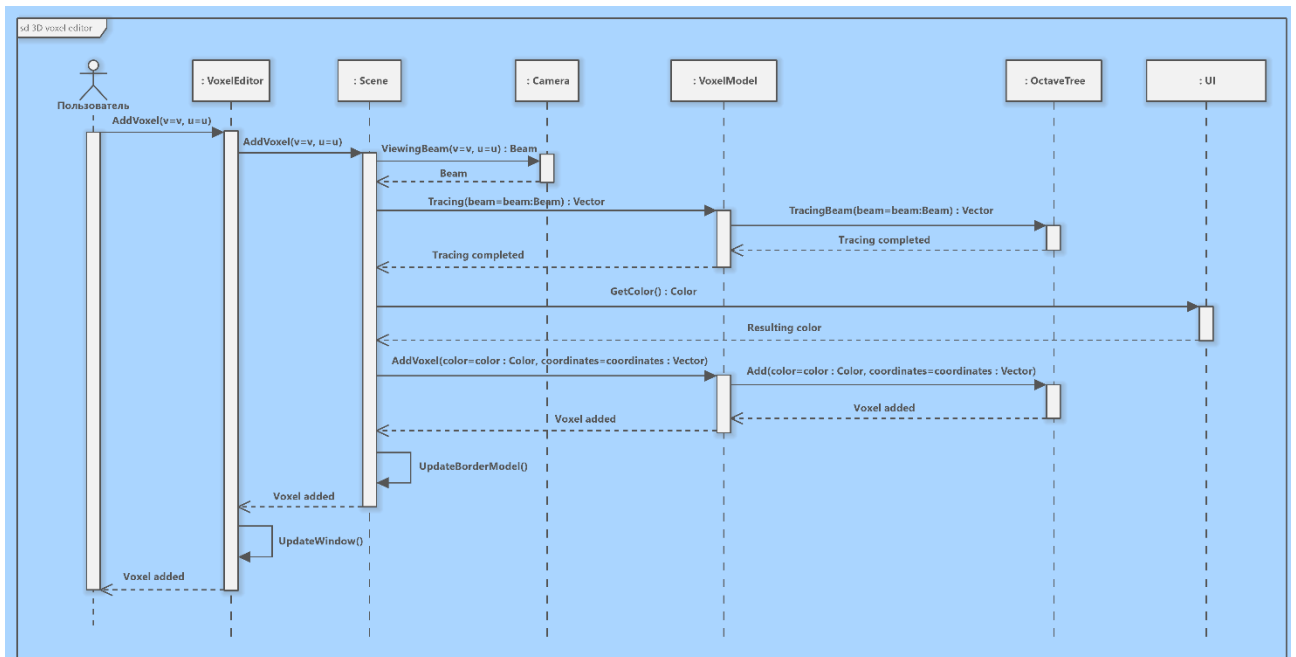 sd 3D voxel editor
Пользователь
: VoxelEditor
: Scene
: Camera
: VoxelModel
: OctaveTree
: UI
AddVoxel(v=v, u=u)
AddVoxel(v=v, u=u)
ViewingBeam(v=v, u=u) : Beam
Beam
Tracing(beam=beam:Beam) : Vector
TracingBeam(beam=beam:Beam) : Vector
Tracing completed
Tracing completed
GetColor() : Color
Resulting color
AddVoxel(color=color : Color, coordinates=coordinates : Vector)
Add(color=color : Color, coordinates=coordinates : Vector)
Voxel added
Voxel added
UpdateBorderModel()
Voxel added
UpdateWindow()
Voxel added